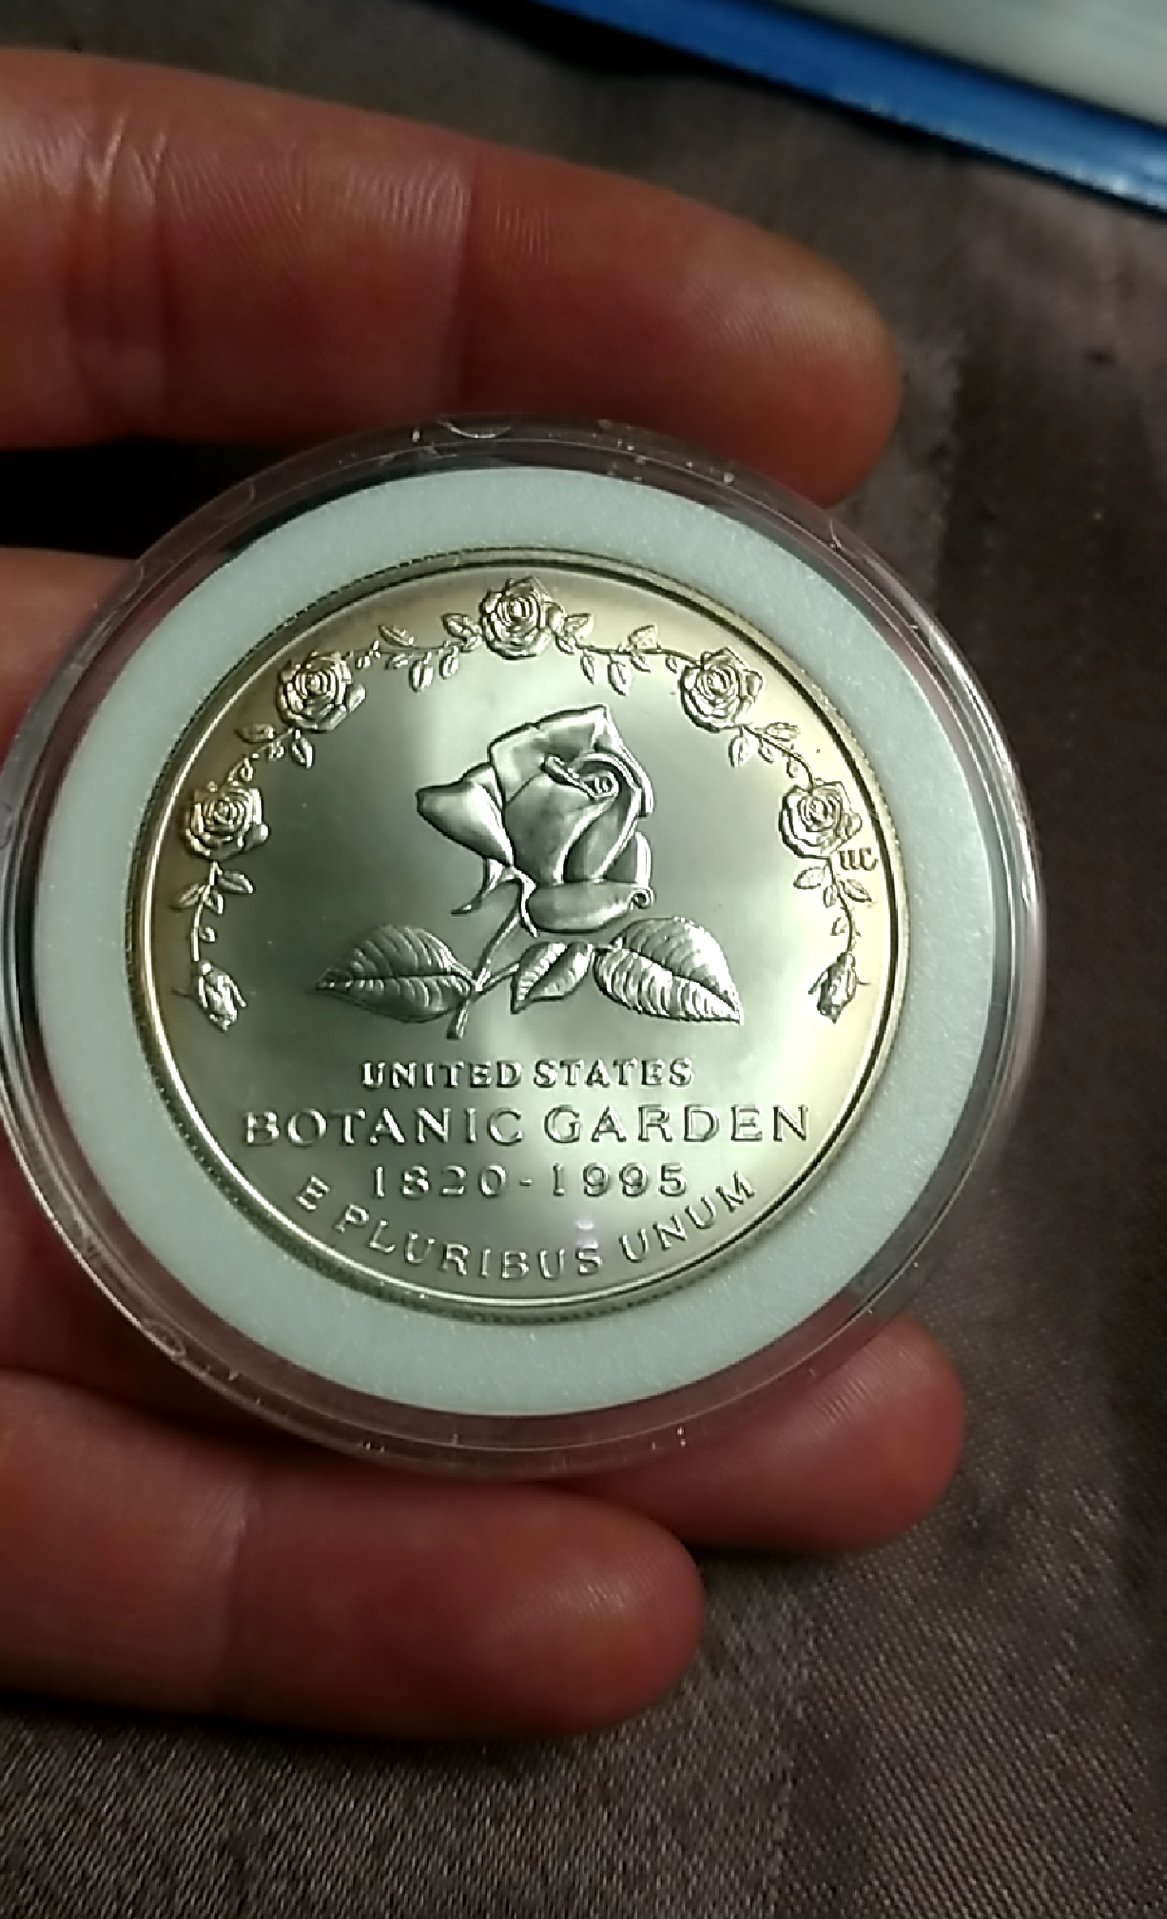 UNITED STATES
BOTANIC GARDEN
1820-1995
E PLURIBUS UNUM